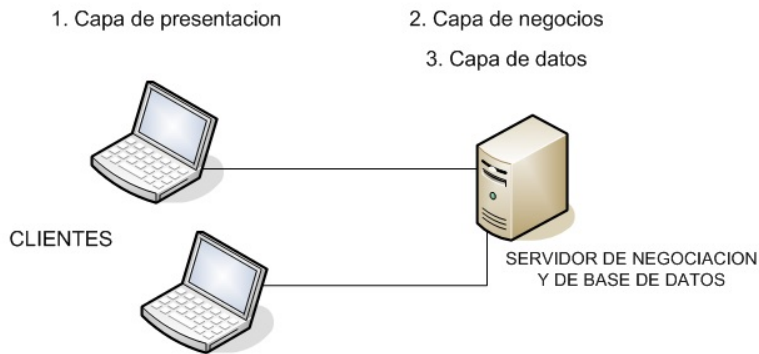 1. Capa de presentacion
2. Capa de negocios
3. Capa de datos
CLIENTES
SERVIDOR DE NEGOCIACION
Y DE BASE DE DATOS